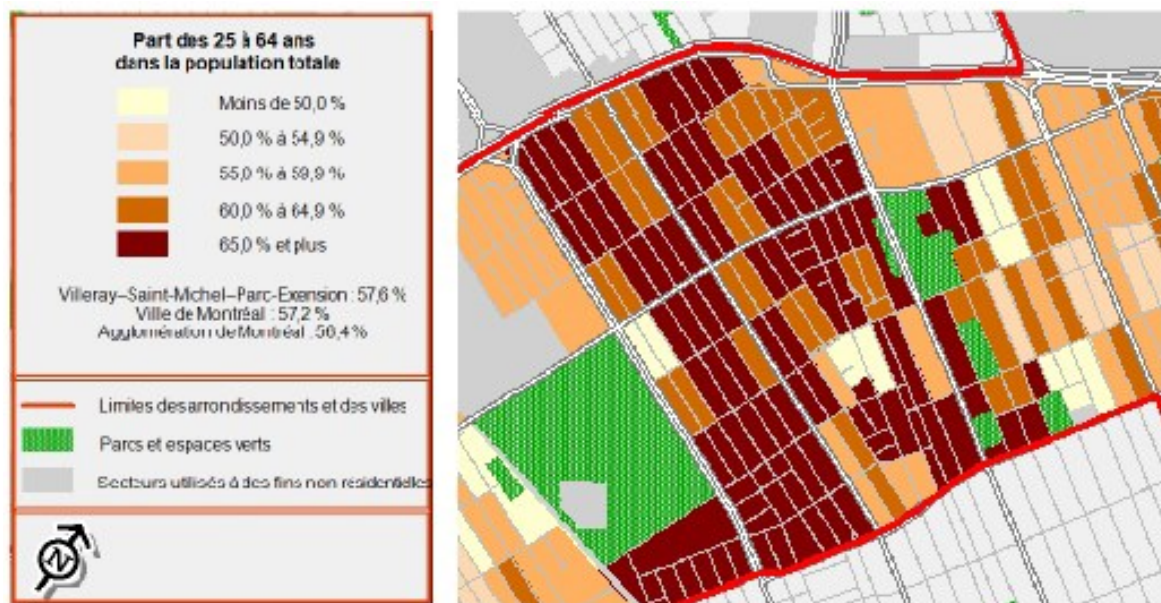 Part des 25 à 64 ans
dans la population totale
Moins de 50,0 %
50,0 % à 54,9 %
55,0 % à 59,9 %
60,0 % à 64,9 %
65,0 % et plus
Villeray–Saint-Michel–Parc-Exension : 57,6 %
Ville de Montréal : 57,2 %
Agglomération de Montréal : 56,4 %
Limites des arrondissements et des villes
Parcs et espaces verts
Secteurs utilisés à des fins non résidentielles
N